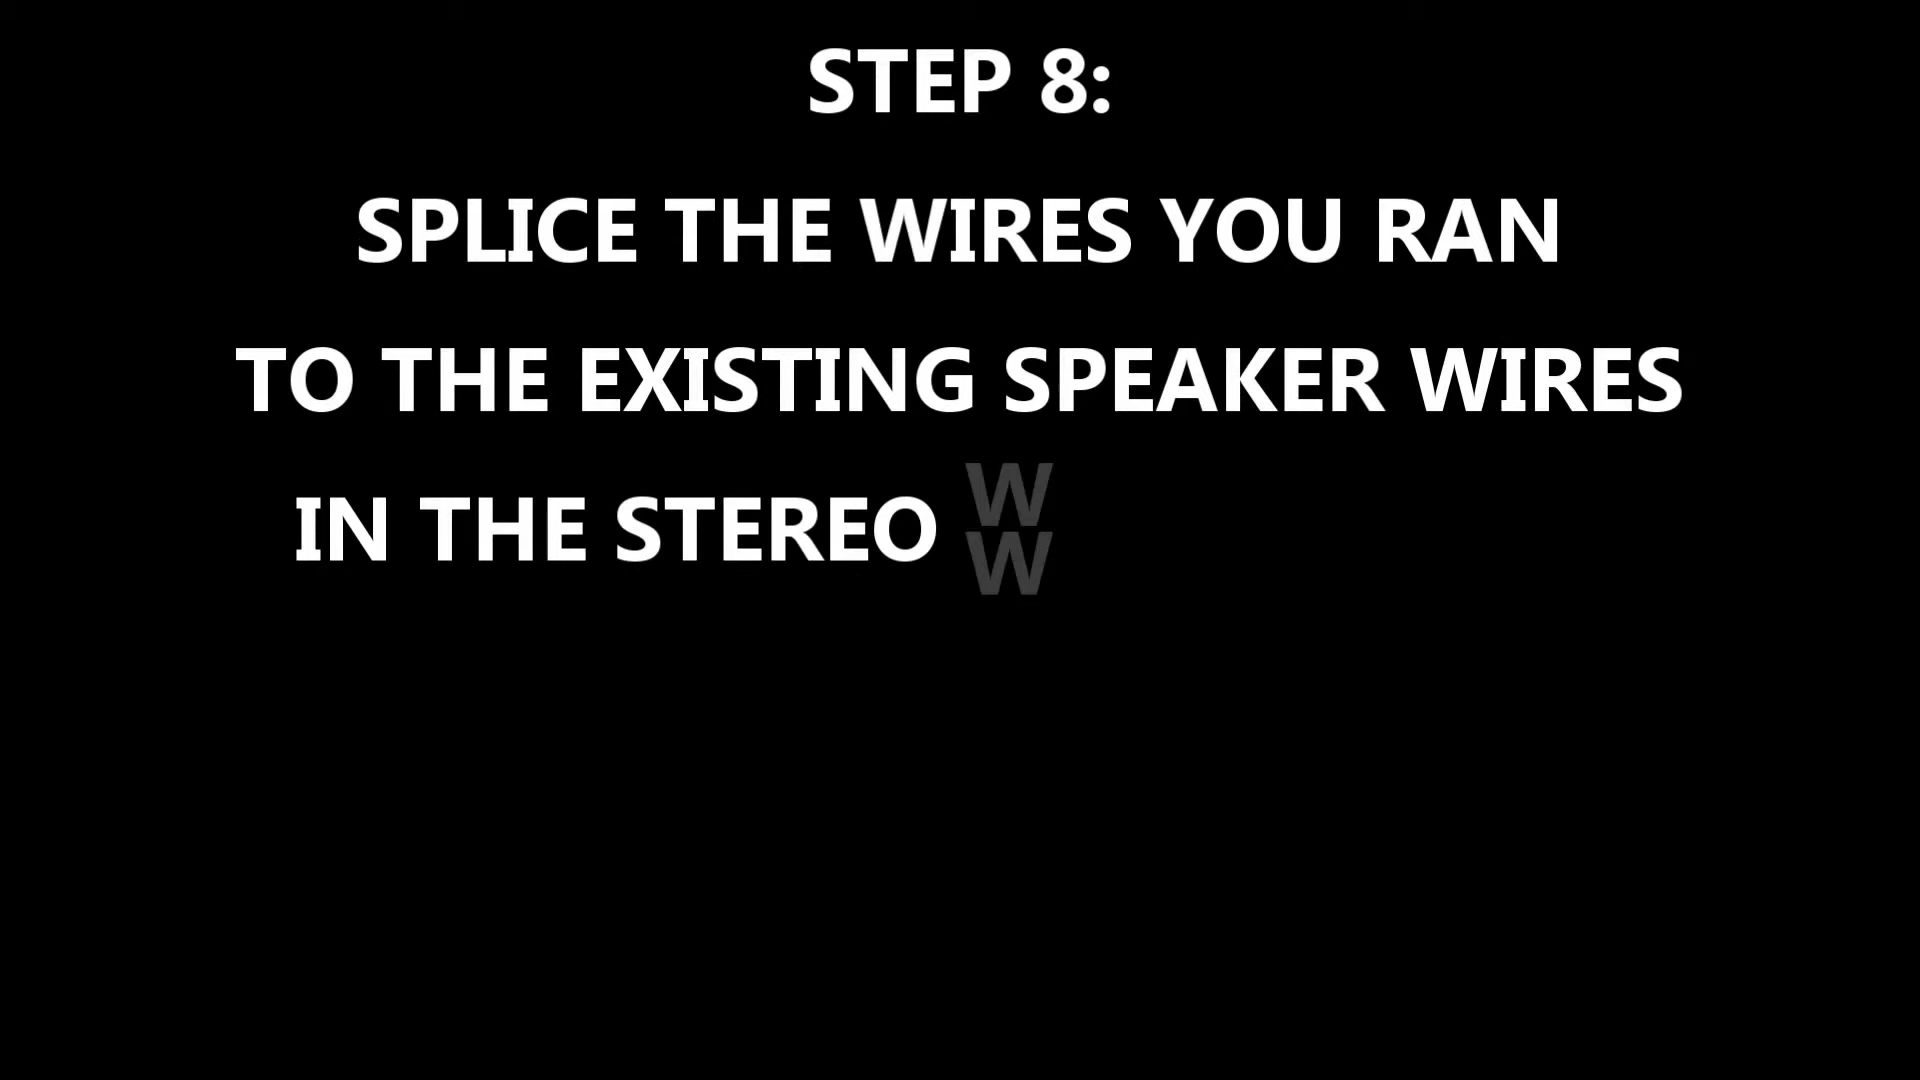 STEP 8:
SPLICE THE WIRES YOU RAN
TO THE EXISTING SPEAKER WIRES
IN THE STEREO W
W